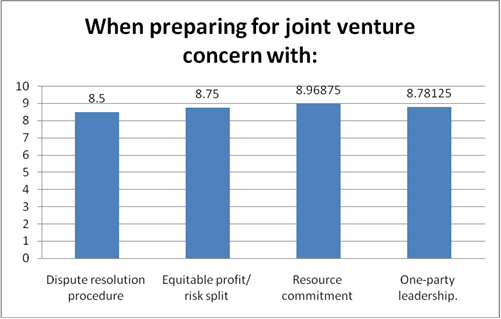 When preparing for joint venture
concern with:
10
9
8
7
6
5
4
3
2
1
0
8.5
8.75
8.96875
8.78125
Dispute resolution
procedure
Equitable profit/
risk split
Resource
commitment
One-party
leadership.